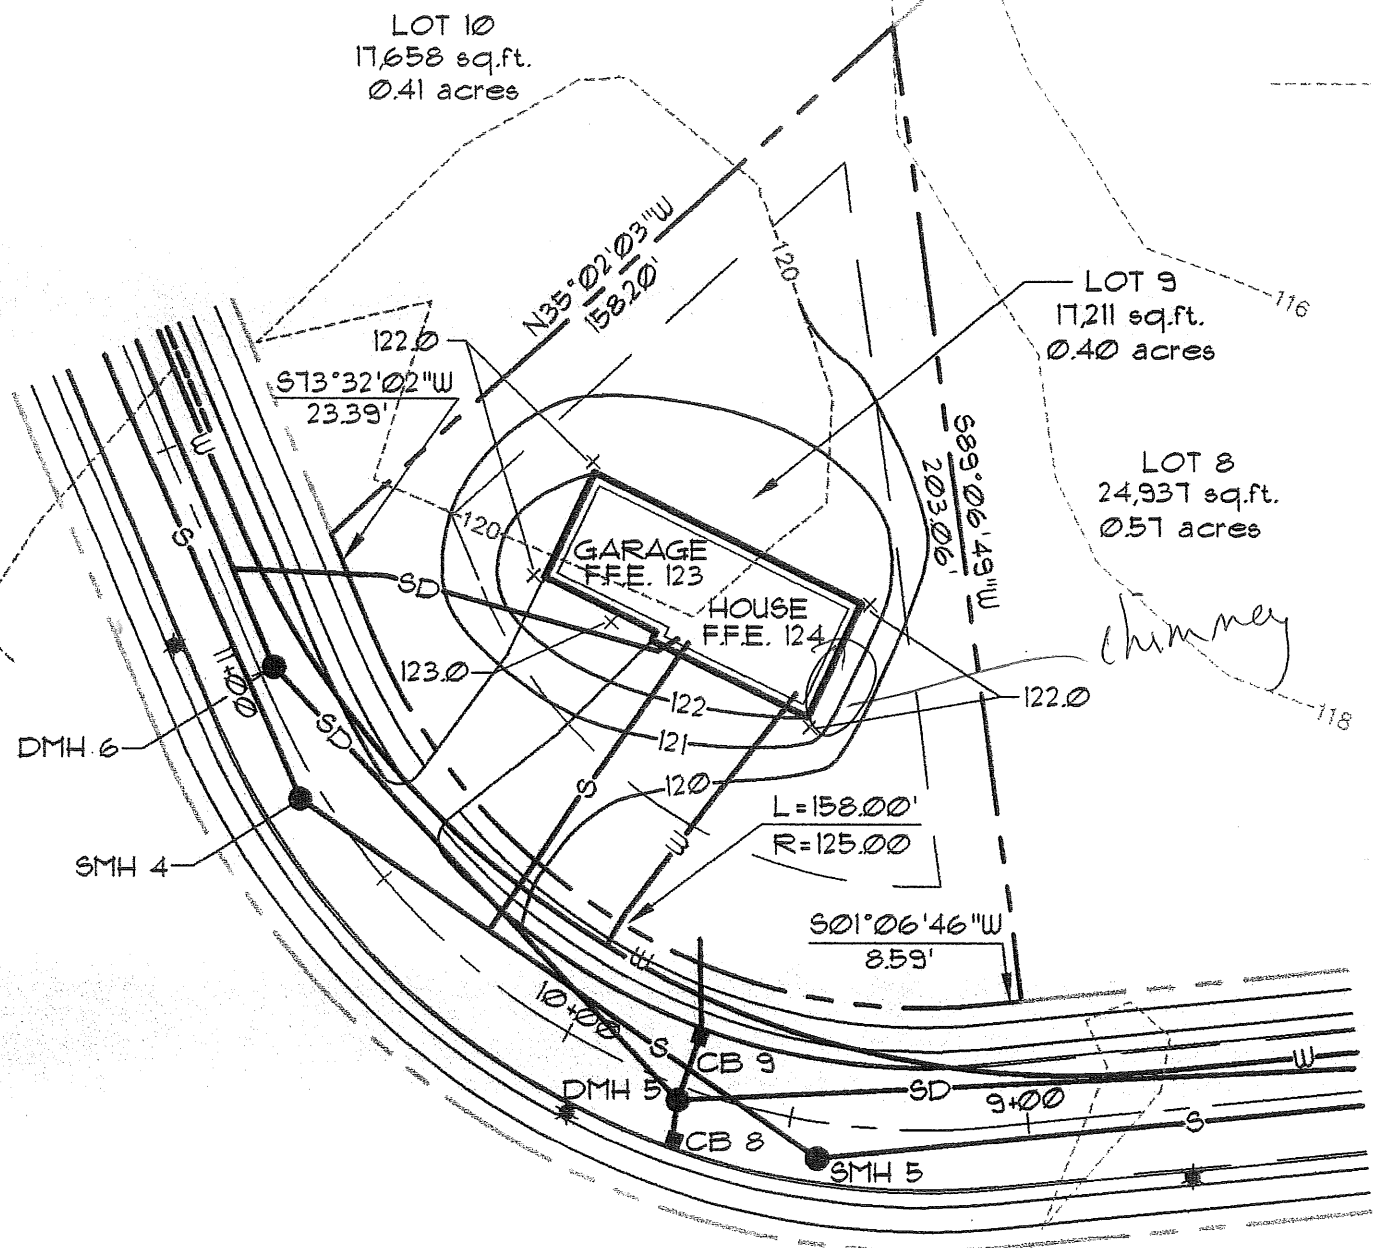 LOT 10
17,658 sq.ft.
0.41 acres
N35°02'03"W
158.20'
120
LOT 9
17,211 sq.ft.
0.40 acres
116
122.0
S73°32'02"W
23.39'
S89°06'49"W
203.06'
LOT 8
24,937 sq.ft.
0.57 acres
W
S
120
GARAGE
F.F.E. 123
SD
HOUSE
F.F.E. 124
chimney
123.0
122
122.0
118
11+00
DMH 6
SD
121
120
S
L=158.00'
R=125.00
W
SMH 4
S01°06'46"W
8.59'
W
10+00
S
CB 9
DMH 5
SD
9+00
W
S
CB 8
SMH 5